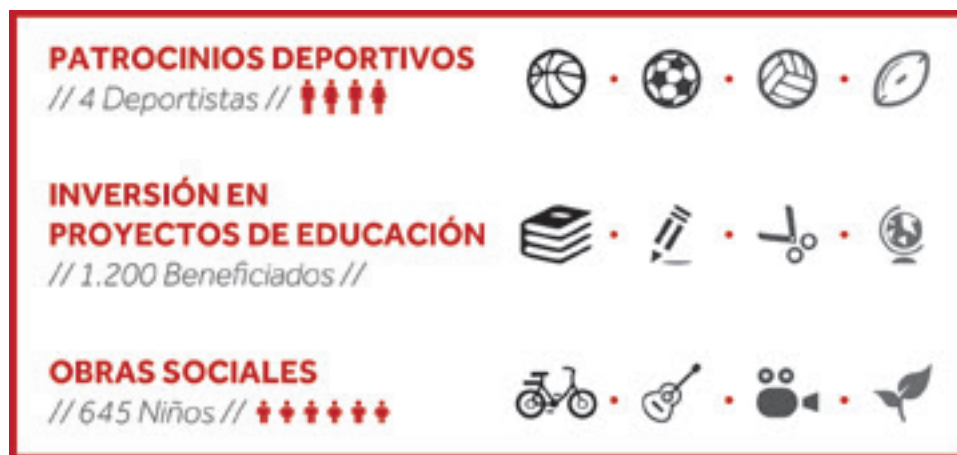 PATROCINIOS DEPORTIVOS
// 4 Deportistas //
INVERSIÓN EN
PROYECTOS DE EDUCACIÓN
// 1.200 Beneficiados //
OBRAS SOCIALES
// 645 Niños //